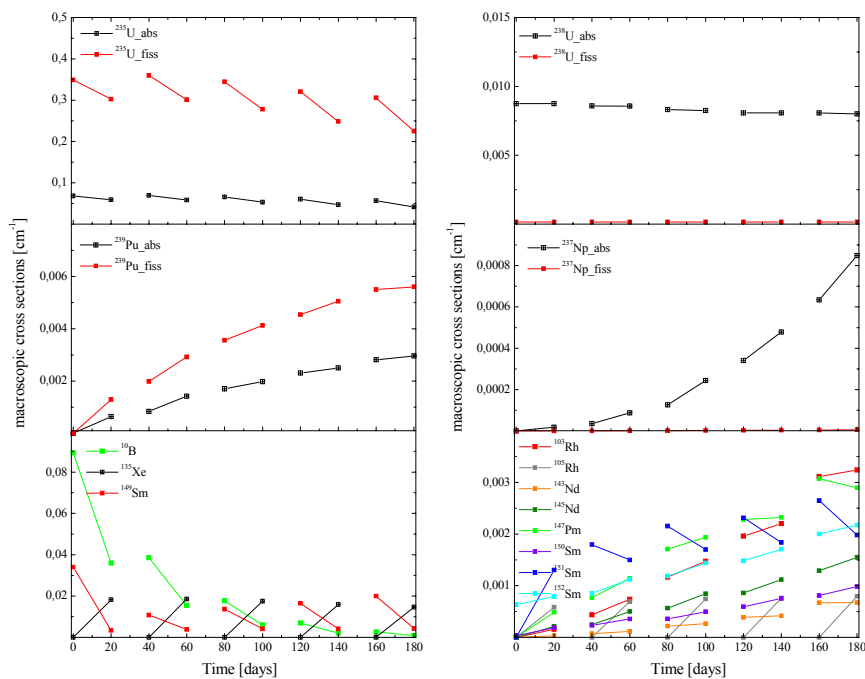 0,5
0,4
0,3
0,2
0,1
²³⁵U_abs
²³⁵U_fiss
0,006
0,004
0,002
²³⁹Pu_abs
²³⁹Pu_fiss
0,08
0,06
0,04
0,02
¹⁰B
¹³⁵Xe
¹⁴⁹Sm
macroscopic cross sections [cm⁻¹]
0 20 40 60 80 100 120 140 160 180
Time [days]
0,015
0,010
0,005
²³⁸U_abs
²³⁸U_fiss
0,0008
0,0006
0,0004
0,0002
²³⁷Np_abs
²³⁷Np_fiss
0,003
0,002
0,001
¹⁰³Rh
¹⁰⁵Rh
¹⁴³Nd
¹⁴⁵Nd
¹⁴⁷Pm
¹⁵⁰Sm
¹⁵¹Sm
¹⁵²Sm
macroscopic cross sections [cm⁻¹]
0 20 40 60 80 100 120 140 160 180
Time [days]